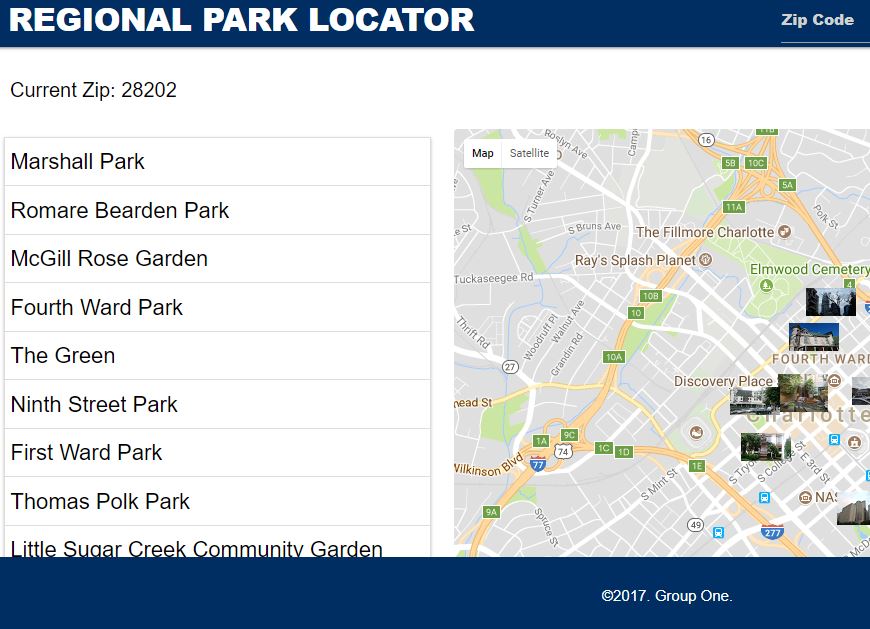 REGIONAL PARK LOCATOR
Zip Code
Current Zip: 28202
Marshall Park
Romare Bearden Park
McGill Rose Garden
Fourth Ward Park
The Green
Ninth Street Park
First Ward Park
Thomas Polk Park
Little Sugar Creek Community Garden
Map
Satellite
Roslyn Ave
Camp
16
11B
5B
10C
5A
S Turner Ave
11A
Polk St
e St
S Bruns Ave
The Fillmore Charlotte
Ray's Splash Planet
Elmwood Cemetery
Tuckaseegee Rd
4
10B
10
Thrift Rd
Woodruff Pl
Walnut Ave
Grandin Rd
10A
FOURTH WARD
27
Discovery Place
head St
Charlotte
1A
9C
74
1C
1D
77
Wilkinson Blvd
1E
S Mint St
S Tryo
S College St
E 3rd St
NAS
9A
Spruce St
49
277
McDo
©2017. Group One.